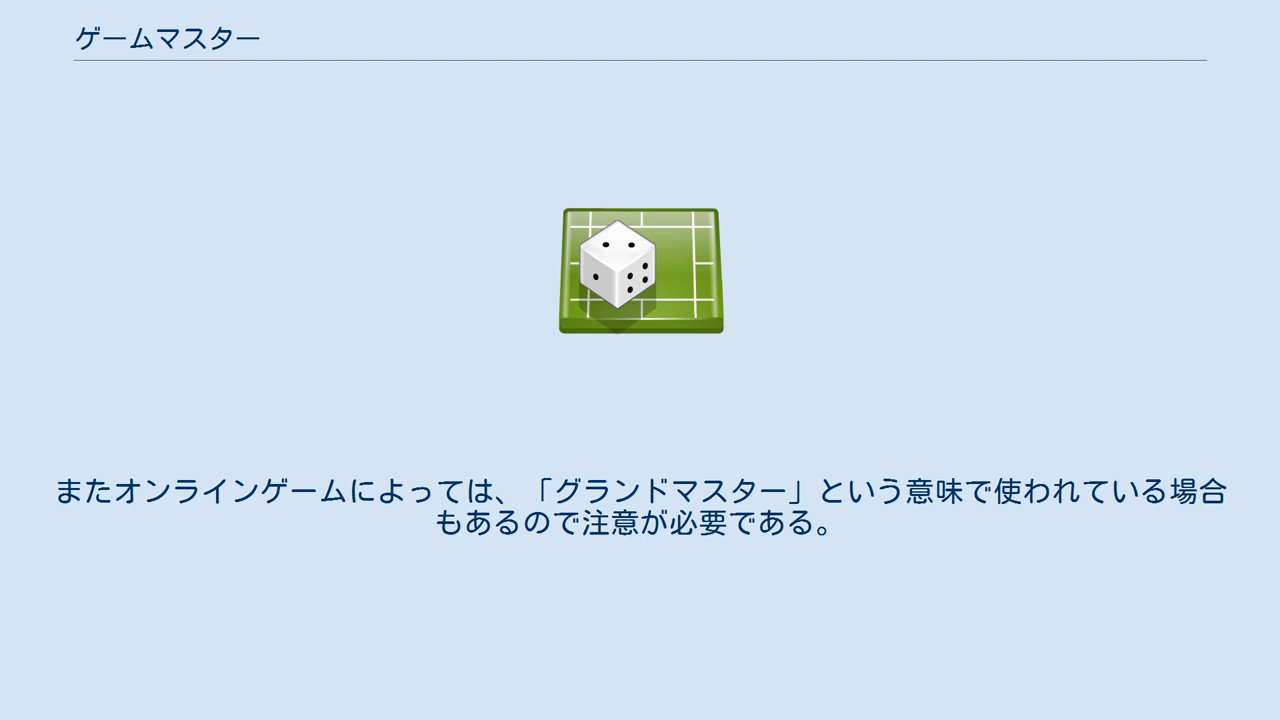 ゲームマスター
またオンラインゲームによっては、「グランドマスター」という意味で使われている場合
もあるので注意が必要である。